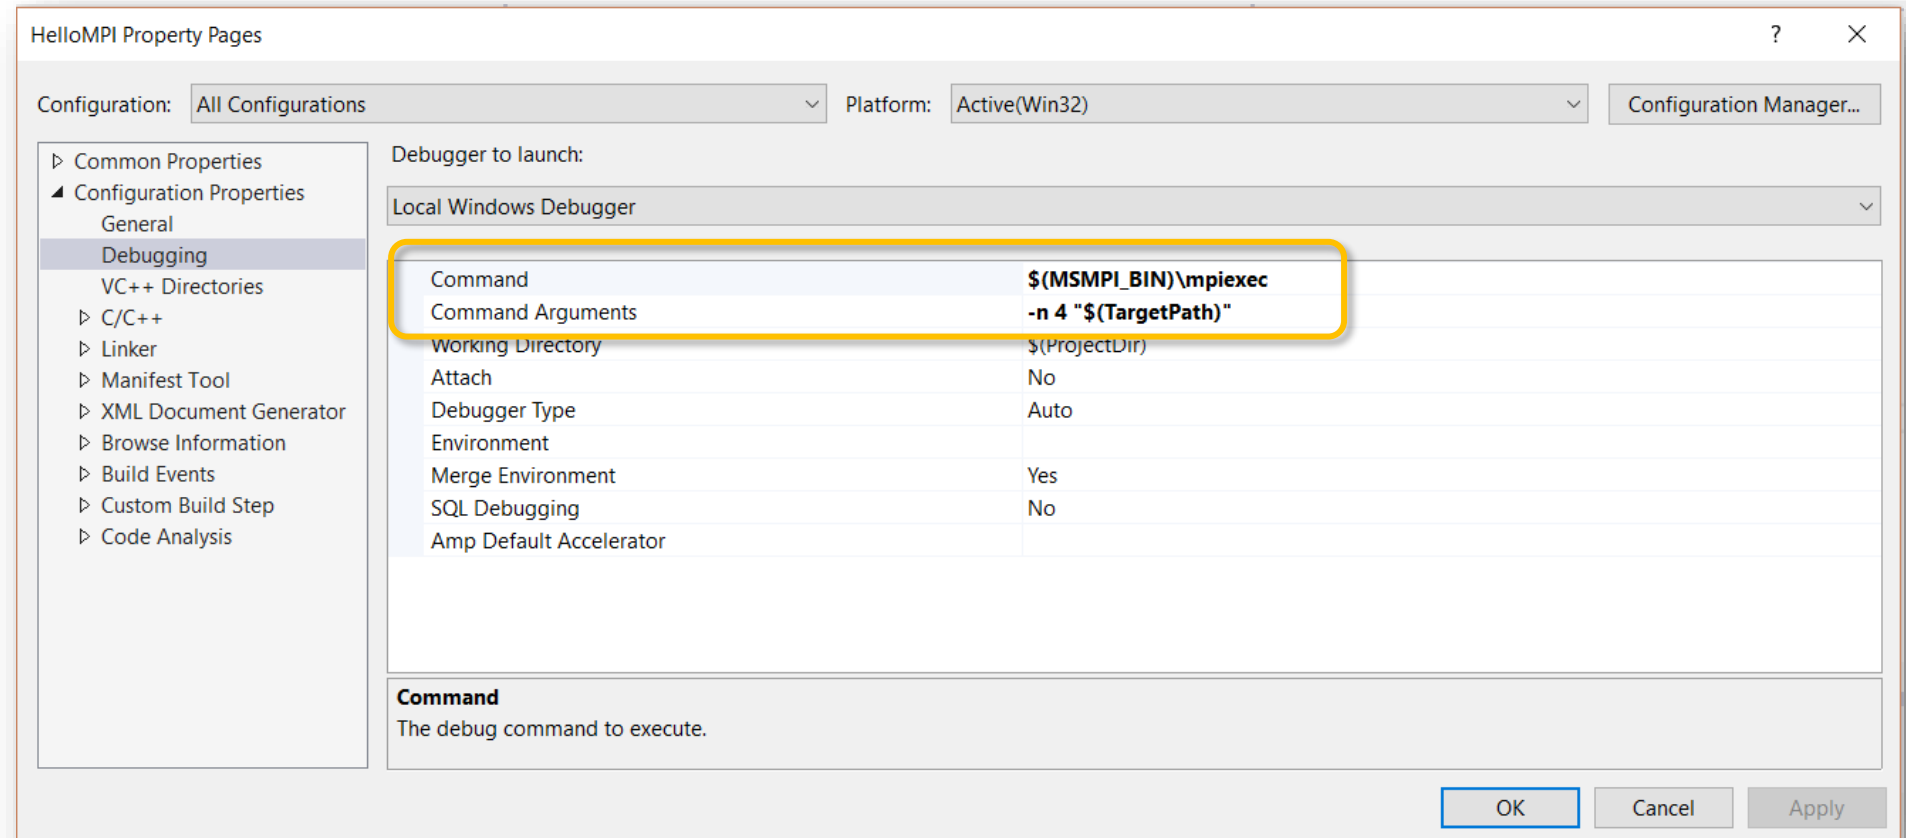 HelloMPI Property Pages ?
Configuration: All Configurations Platform: Active(Win32) Configuration Manager...
Common Properties
Configuration Properties
General
Debugging
VC++ Directories
C/C++
Linker
Manifest Tool
XML Document Generator
Browse Information
Build Events
Custom Build Step
Code Analysis
Debugger to launch:
Local Windows Debugger
Command $(MSMPI_BIN)\mpiexec
Command Arguments -n 4 "$(TargetPath)"
Working Directory $(ProjectDir)
Attach No
Debugger Type Auto
Environment
Merge Environment Yes
SQL Debugging No
Amp Default Accelerator
Command
The debug command to execute.
OK Cancel Apply